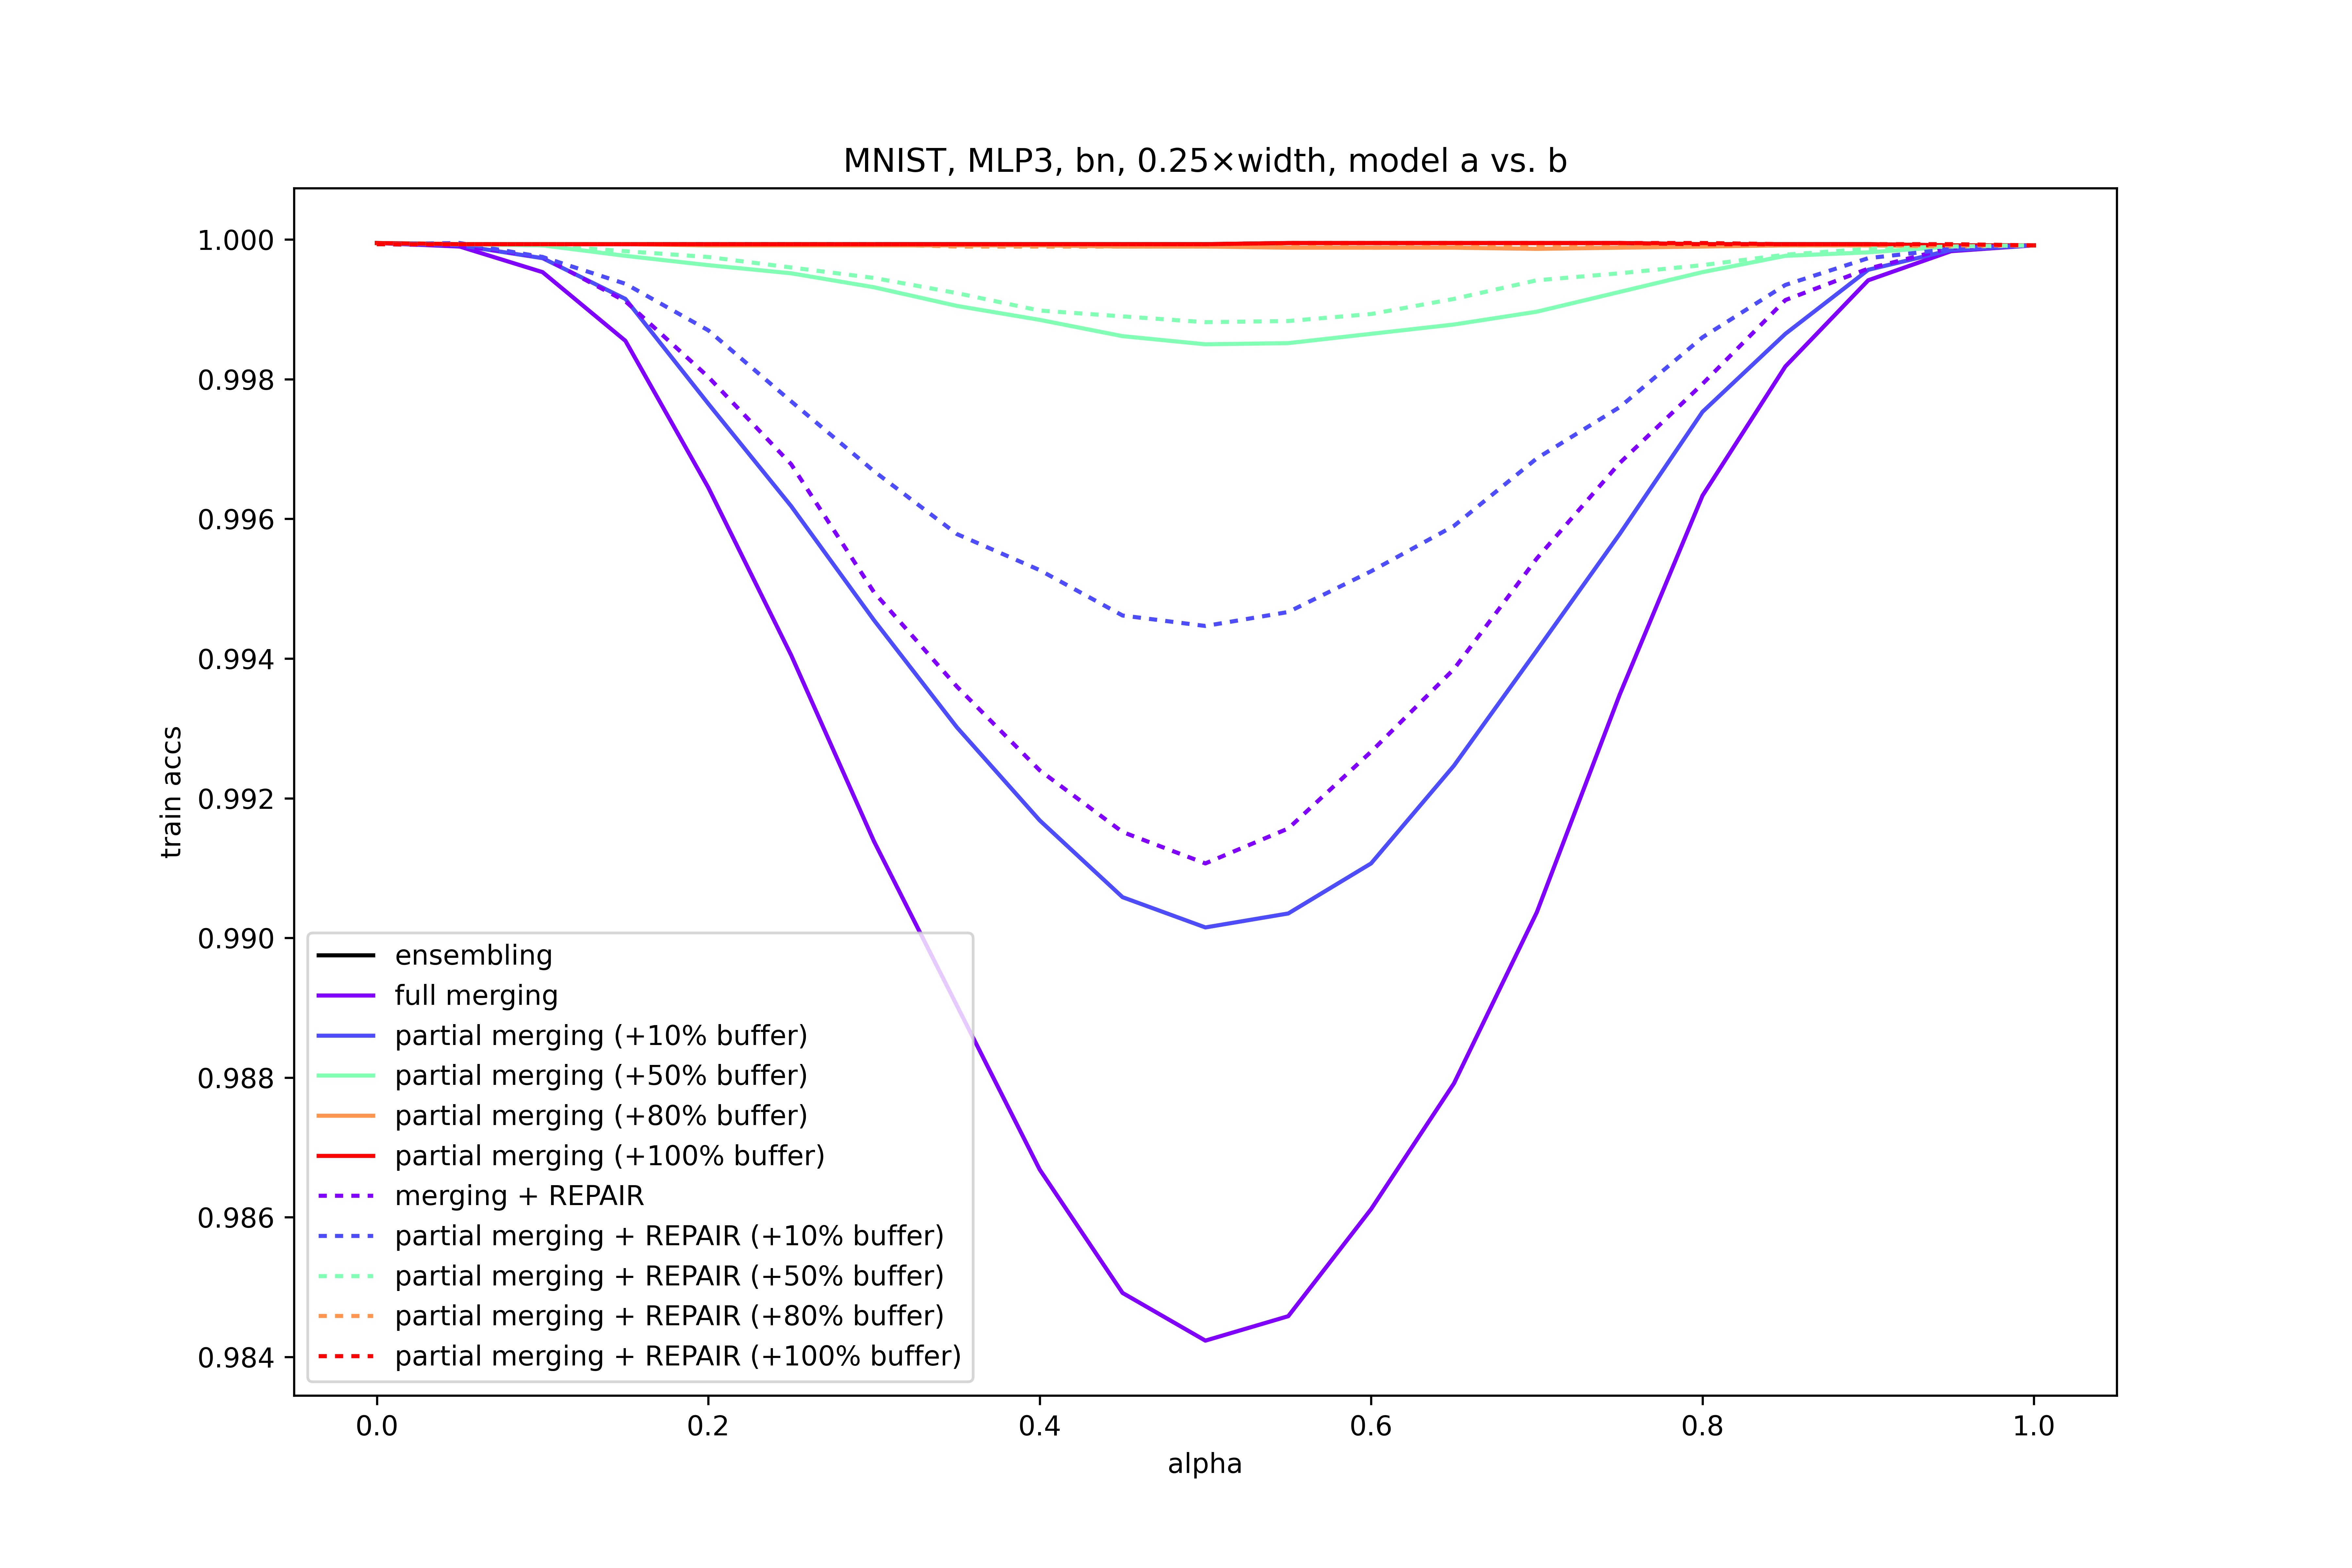 MNIST, MLP3, bn, 0.25×width, model a vs. b
1.000
0.998
0.996
0.994
0.992
0.990
0.988
0.986
0.984
train accs
ensembling
full merging
partial merging (+10% buffer)
partial merging (+50% buffer)
partial merging (+80% buffer)
partial merging (+100% buffer)
merging + REPAIR
partial merging + REPAIR (+10% buffer)
partial merging + REPAIR (+50% buffer)
partial merging + REPAIR (+80% buffer)
partial merging + REPAIR (+100% buffer)
0.0 0.2 0.4 0.6 0.8 1.0
alpha